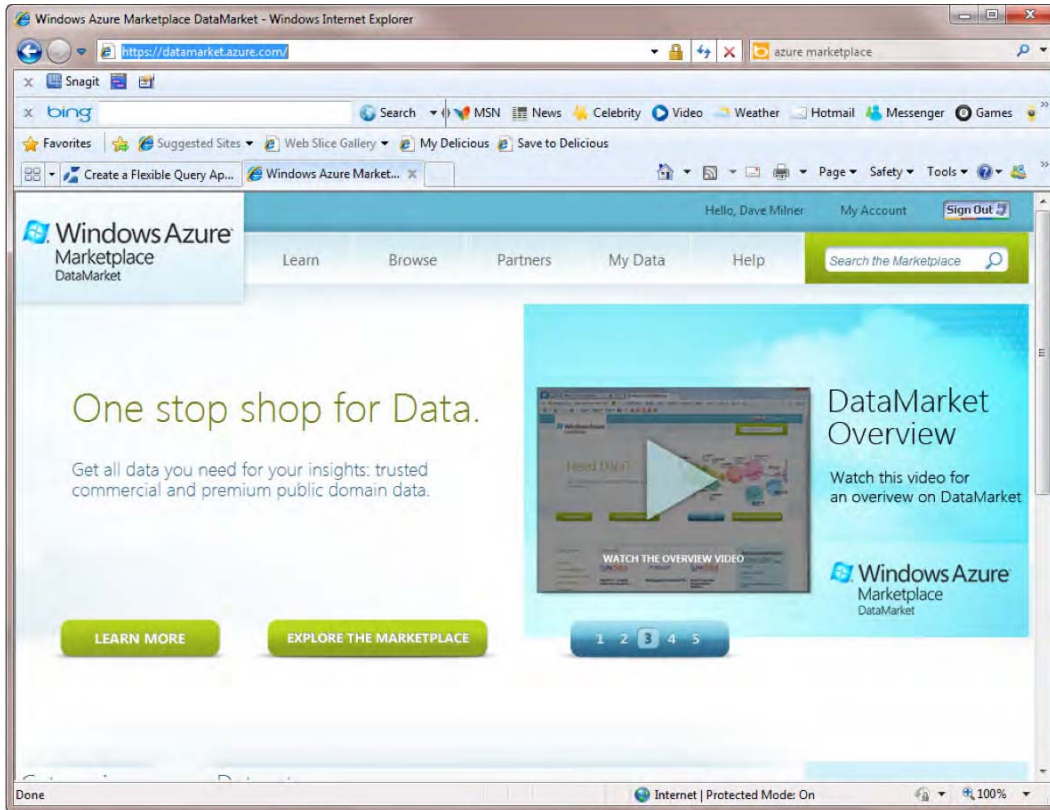 Windows Azure Marketplace DataMarket - Windows Internet Explorer
https://datamarket.azure.com/
azure marketplace
x Snagit
x bing Search MSN News Celebrity Video Weather Hotmail Messenger Games
Favorites Suggested Sites Web Slice Gallery My Delicious Save to Delicious
Create a Flexible Query Ap... Windows Azure Market... x Page Safety Tools
Hello, Dave Milner My Account Sign Out
Windows Azure
Marketplace
DataMarket
Learn Browse Partners My Data Help Search the Marketplace
One stop shop for Data.
Get all data you need for your insights: trusted
commercial and premium public domain data.
Need Data?
WATCH THE OVERVIEW VIDEO
DataMarket
Overview
Watch this video for
an overivew on DataMarket
Windows Azure
Marketplace
DataMarket
LEARN MORE EXPLORE THE MARKETPLACE 1 2 3 4 5
Done Internet | Protected Mode: On 100%